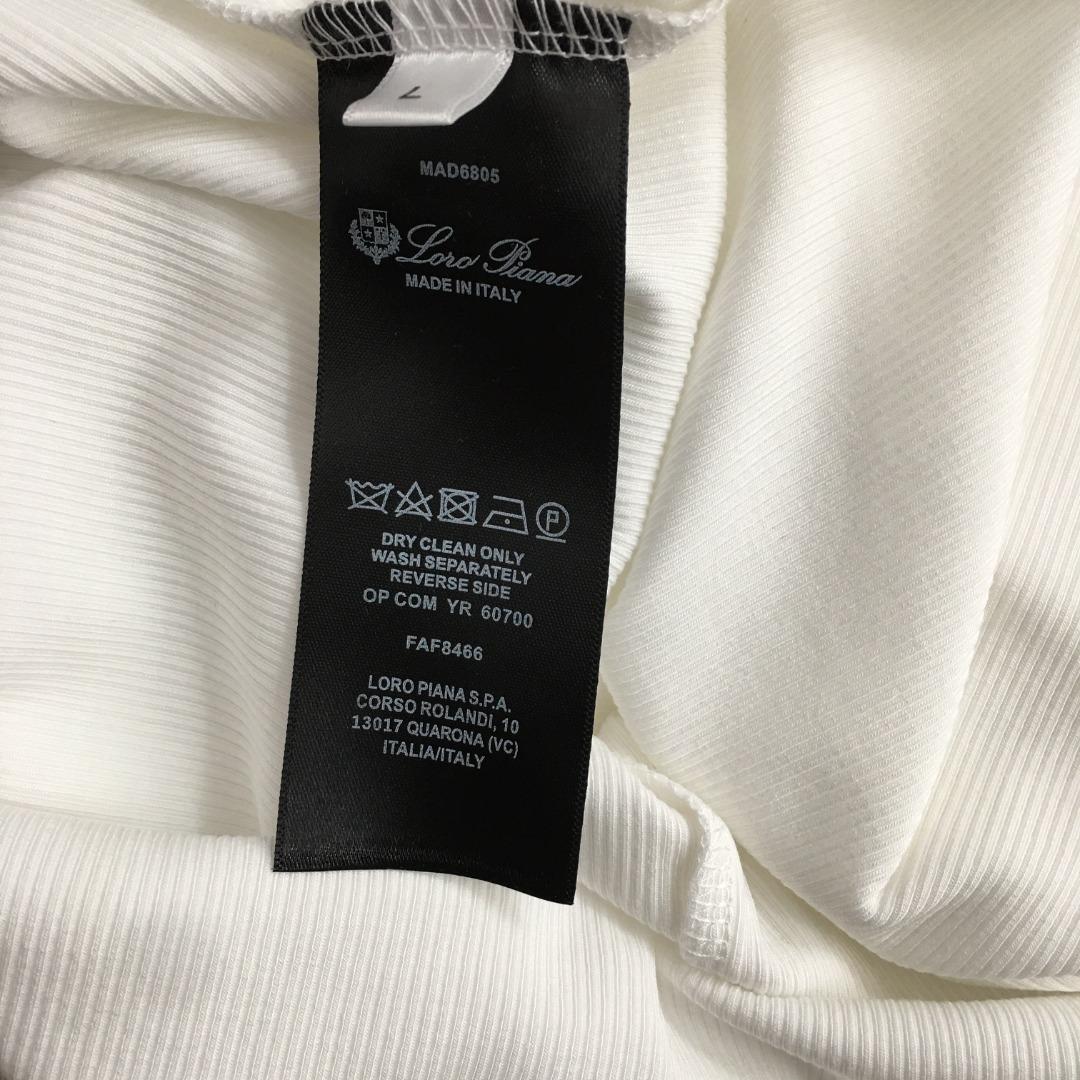 L
MAD6805
Loro Piana
MADE IN ITALY
P
DRY CLEAN ONLY
WASH SEPARATELY
REVERSE SIDE
OP COM YR 60700
FAF8466
LORO PIANA S.P.A.
CORSO ROLANDI, 10
13017 QUARONA (VC)
ITALIA/ITALY